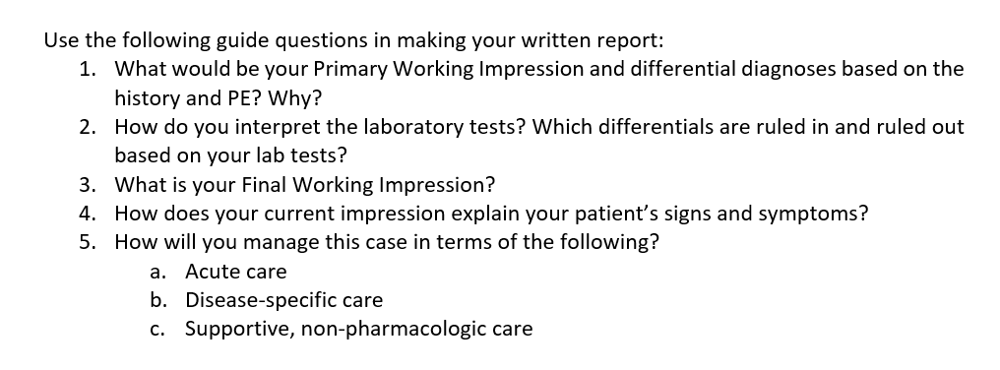 Use the following guide questions in making your written report:
1. What would be your Primary Working Impression and differential diagnoses based on the
history and PE? Why?
2. How do you interpret the laboratory tests? Which differentials are ruled in and ruled out
based on your lab tests?
3. What is your Final Working Impression?
4. How does your current impression explain your patient's signs and symptoms?
5. How will you manage this case in terms of the following?
a. Acute care
b. Disease-specific care
c. Supportive, non-pharmacologic care